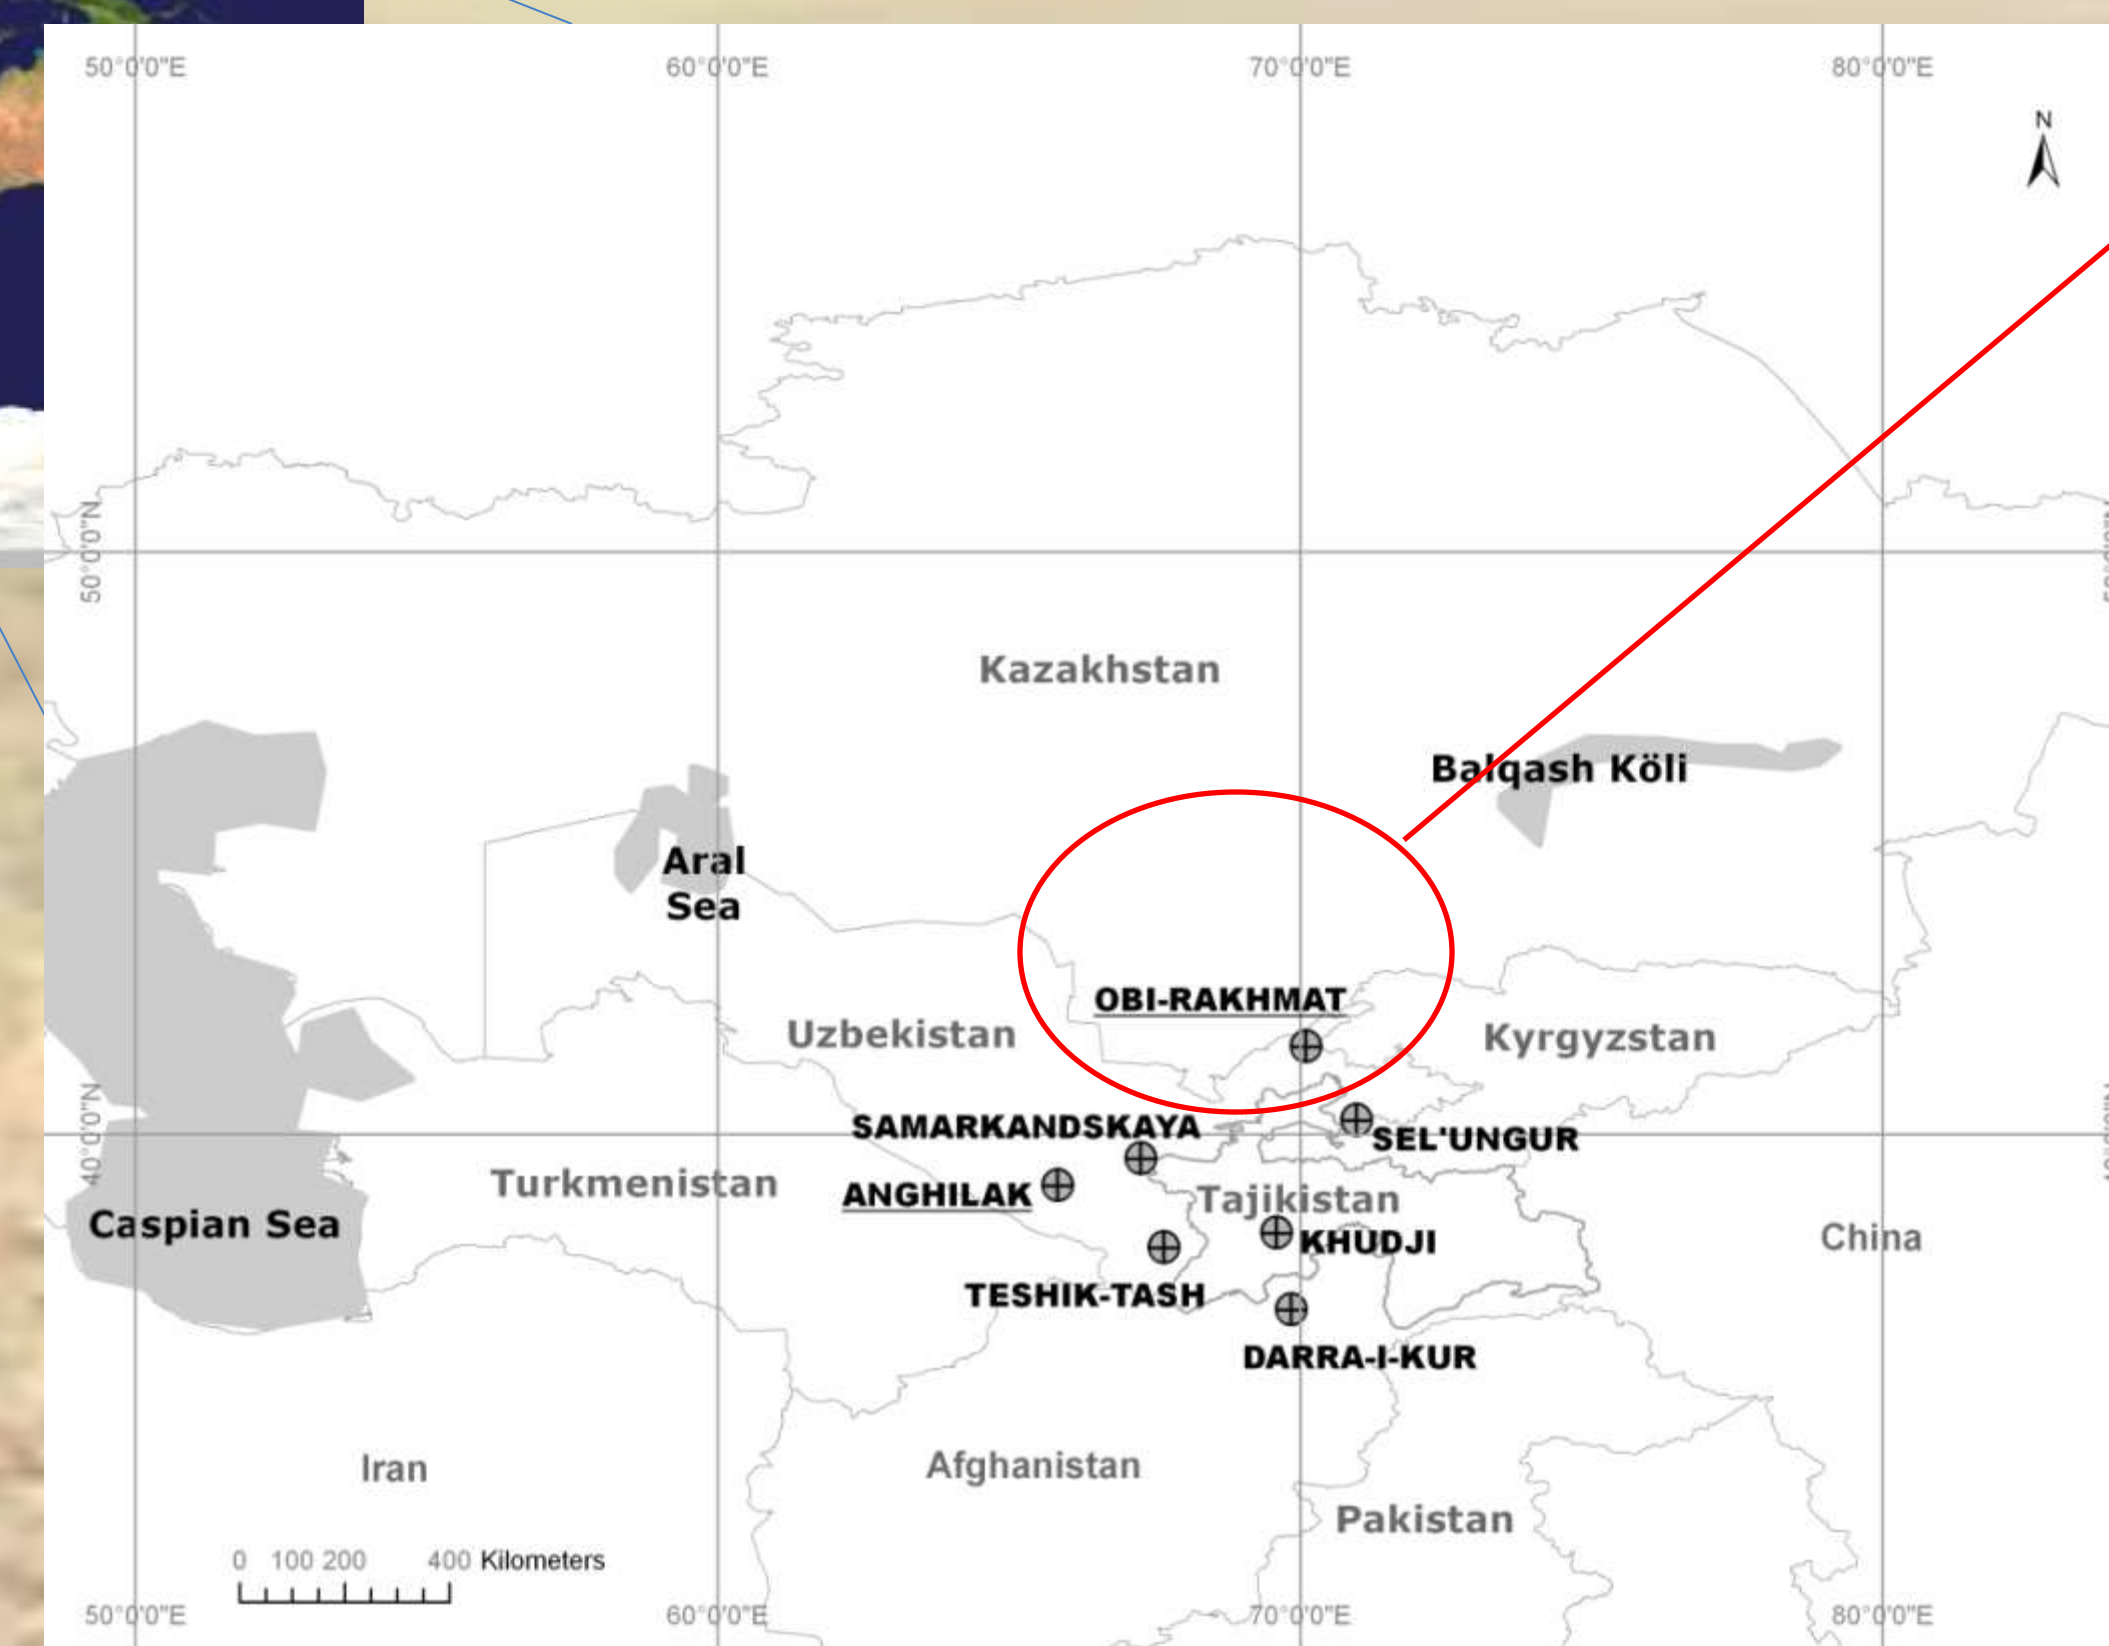 50°0'0"E 60°0'0"E 70°0'0"E 80°0'0"E
N
50°0'0"N
Kazakhstan
Balqash Köli
Aral
Sea
OBI-RAKHMAT
Uzbekistan
Kyrgyzstan
40°0'0"N
SAMARKANDSKAYA
SEL'UNGUR
Turkmenistan
ANGHILAK
Tajikistan
Caspian Sea
KHUDJI
China
TESHIK-TASH
DARRA-I-KUR
Iran
Afghanistan
Pakistan
0 100 200 400 Kilometers
50°0'0"E 60°0'0"E 70°0'0"E 80°0'0"E